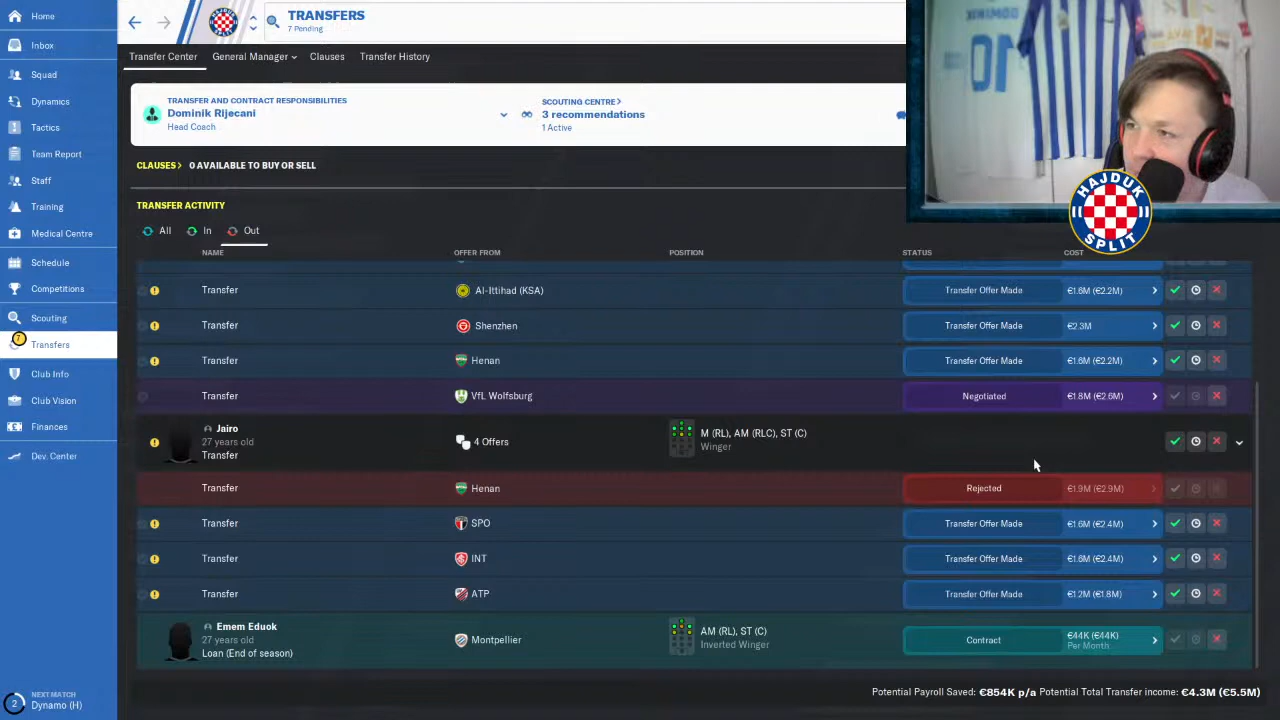 Home
Inbox
Squad
Dynamics
Tactics
Team Report
Staff
Training
Medical Centre
Schedule
Competitions
Scouting
7
Transfers
Club Info
Club Vision
Finances
Dev. Center
2
NEXT MATCH
Dynamo (H)
TRANSFERS
7 Pending
Transfer Center
General Manager
Clauses
Transfer History
TRANSFER AND CONTRACT RESPONSIBILITIES
Dominik Rijecani
Head Coach
SCOUTING CENTRE
3 recommendations
1 Active
CLAUSES 0 AVAILABLE TO BUY OR SELL
TRANSFER ACTIVITY
All In Out
NAME OFFER FROM POSITION STATUS COST
Transfer Al-Ittihad (KSA) Transfer Offer Made €1.6M (€2.2M)
Transfer Shenzhen Transfer Offer Made €2.3M
Transfer Henan Transfer Offer Made €1.6M (€2.2M)
Transfer VfL Wolfsburg Negotiated €1.8M (€2.6M)
Jairo
27 years old
Transfer
4 Offers
M (RL), AM (RLC), ST (C)
Winger
Transfer Henan Rejected €1.9M (€2.9M)
Transfer SPO Transfer Offer Made €1.6M (€2.4M)
Transfer INT Transfer Offer Made €1.6M (€2.4M)
Transfer ATP Transfer Offer Made €1.2M (€1.8M)
Emem Eduok
27 years old
Loan (End of season)
Montpellier
AM (RL), ST (C)
Inverted Winger
Contract
€44K (€44K)
Per Month
Potential Payroll Saved: €854K p/a Potential Total Transfer income: €4.3M (€5.5M)
10
HAJDUK
SPLIT